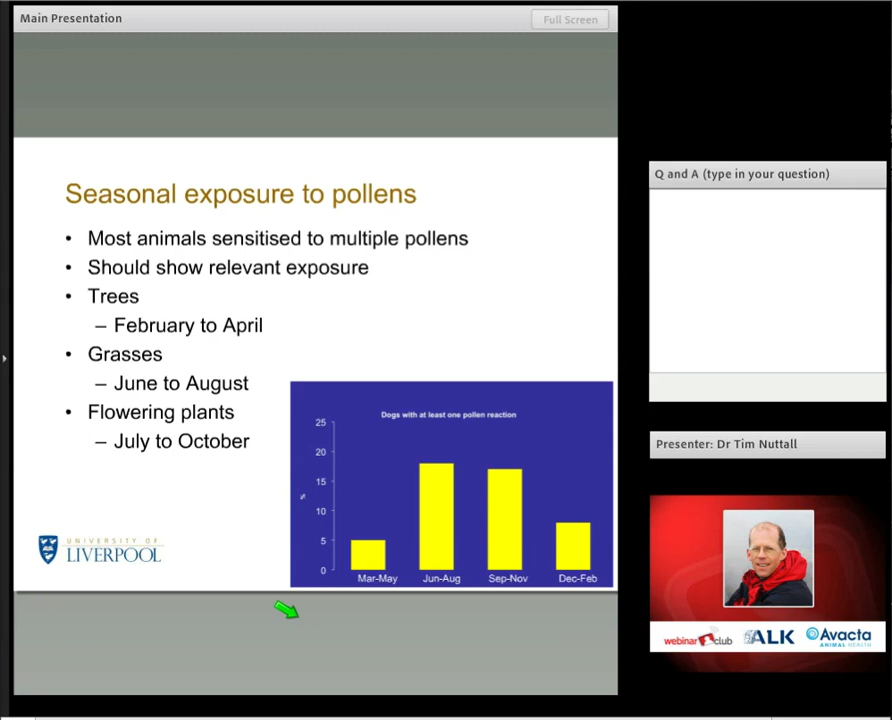 Main Presentation
Full Screen
Seasonal exposure to pollens
• Most animals sensitised to multiple pollens
• Should show relevant exposure
• Trees
– February to April
• Grasses
– June to August
• Flowering plants
– July to October
Dogs with at least one pollen reaction
25
20
15
%
10
5
0
Mar-May Jun-Aug Sep-Nov Dec-Feb
UNIVERSITY OF
LIVERPOOL
Q and A (type in your question)
Presenter: Dr Tim Nuttall
webinar club
ALK
Avacta
ANIMAL HEALTH